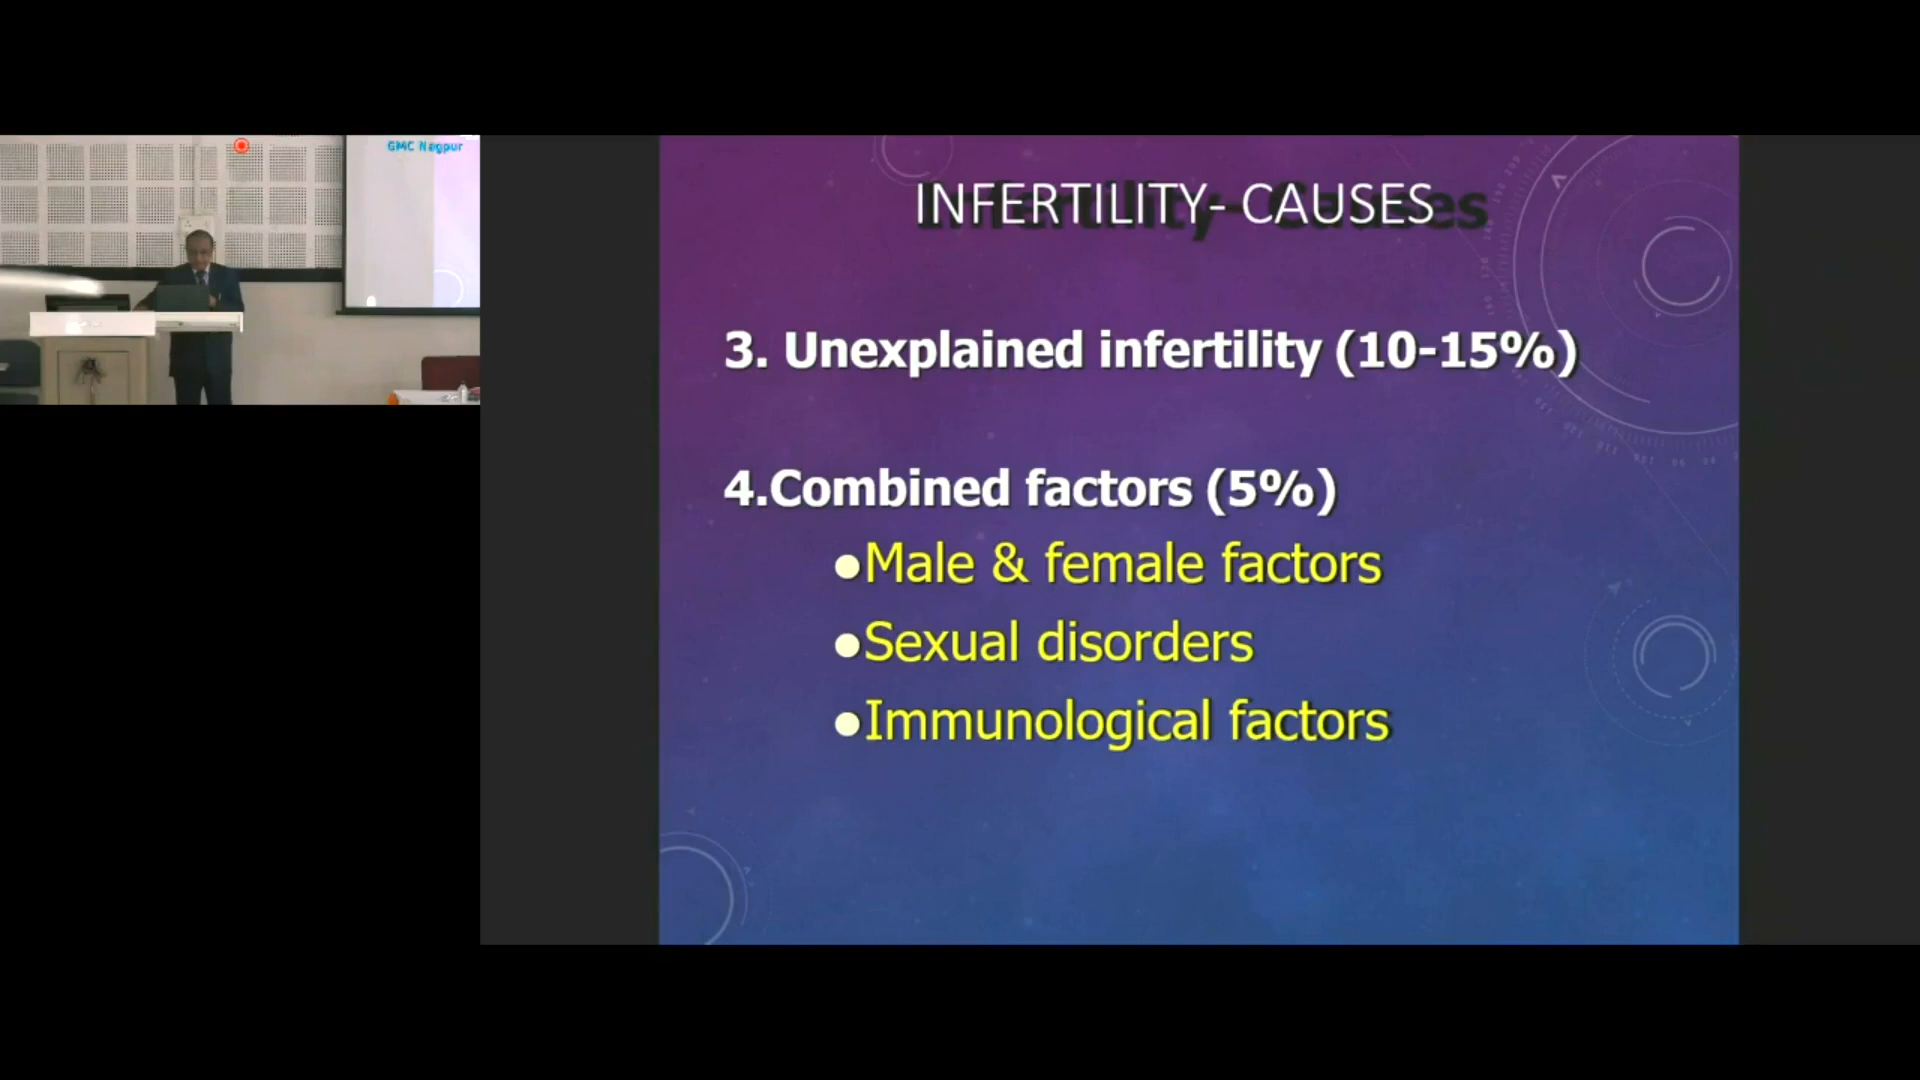 GMC Nagpur
INFERTILITY- CAUSES
3. Unexplained infertility (10-15%)
4.Combined factors (5%)
●Male & female factors
●Sexual disorders
●Immunological factors